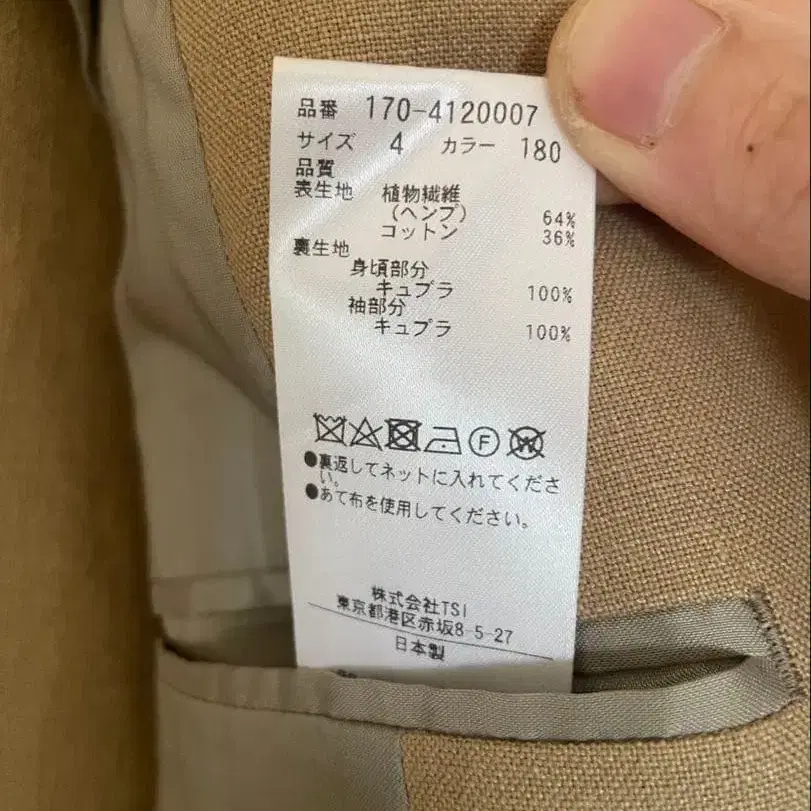 品番 170-4120007
サイズ 4 カラー 180
品質
表生地 植物繊維
(ヘンプ) 64%
コットン 36%
裏生地
身頃部分
キュプラ 100%
袖部分
キュプラ 100%
F W
●裏返してネットに入れてくださ
い。
●あて布を使用してください。
株式会社TSI
東京都港区赤坂8-5-27
日本製